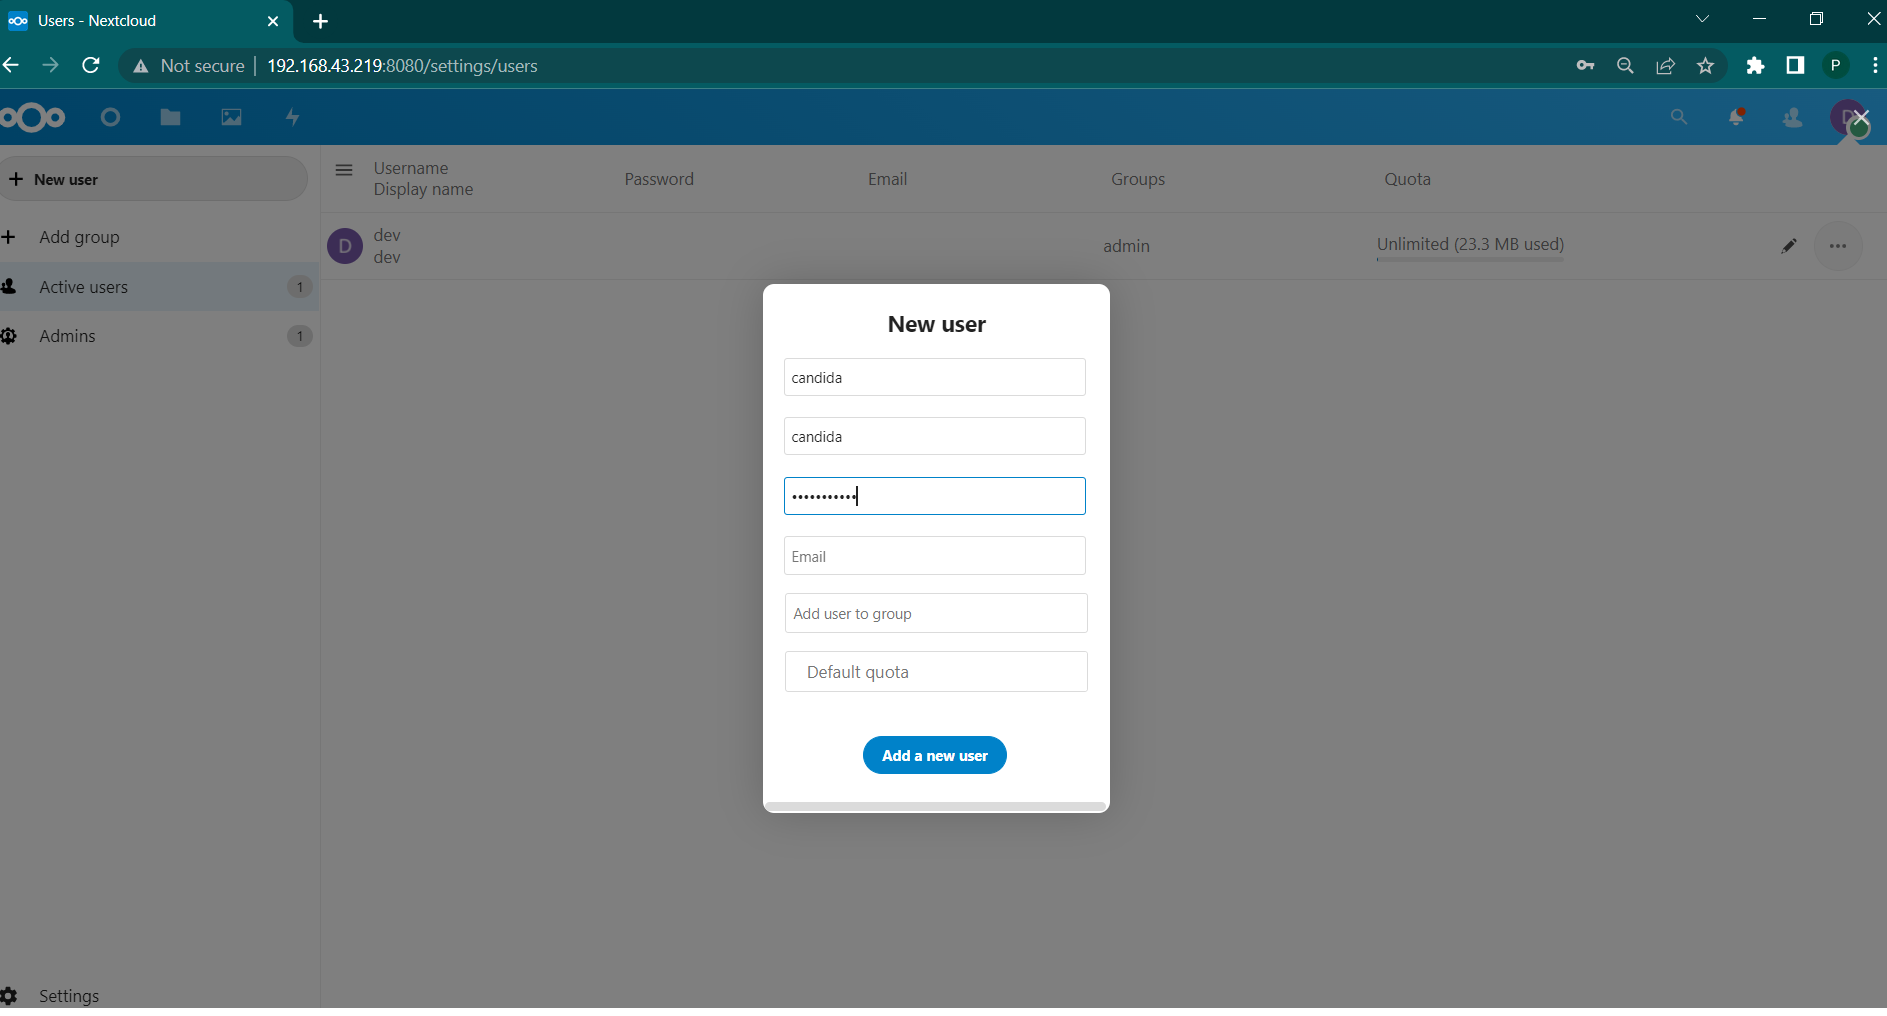 Users - Nextcloud
Not secure 192.168.43.219:8080/settings/users
P
D
New user
Username
Display name
Password
Email
Groups
Quota
Add group
D
dev
dev
admin
Unlimited (23.3 MB used)
Active users 1
Admins 1
New user
candida
candida
•••••••••••
Email
Add user to group
Default quota
Add a new user
Settings